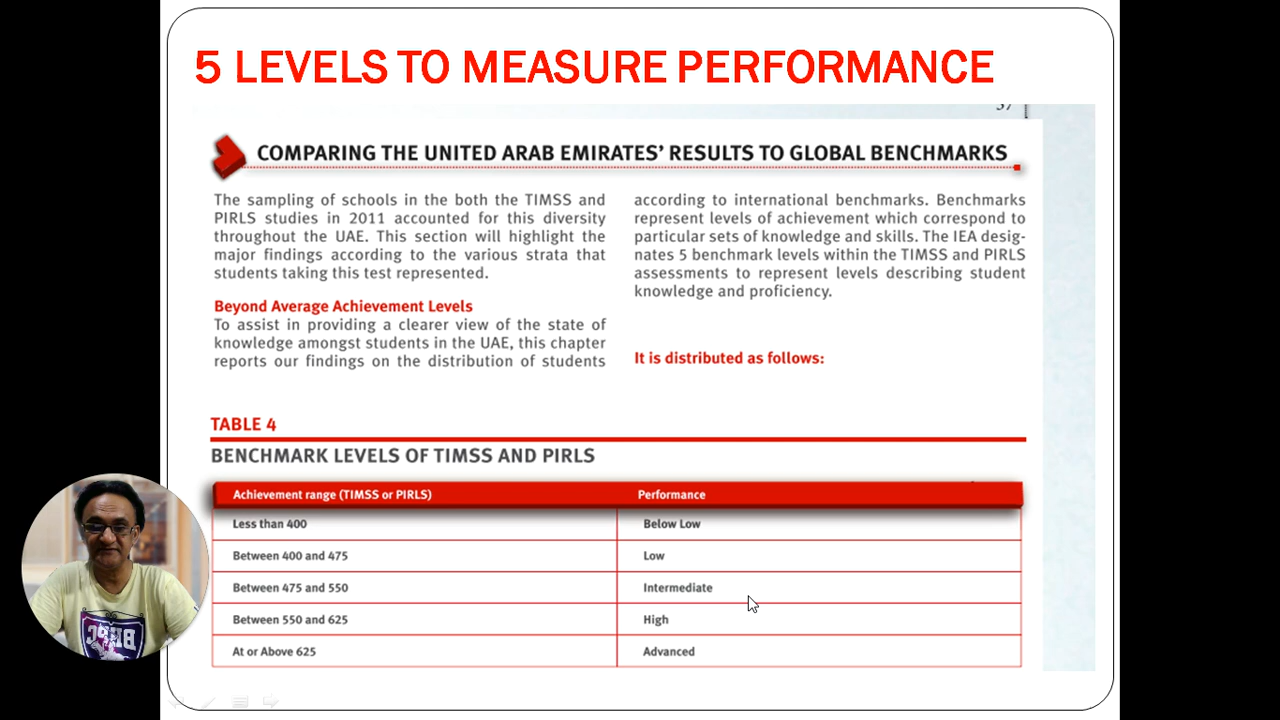 5 LEVELS TO MEASURE PERFORMANCE
37
COMPARING THE UNITED ARAB EMIRATES' RESULTS TO GLOBAL BENCHMARKS
The sampling of schools in the both the TIMSS and
PIRLS studies in 2011 accounted for this diversity
throughout the UAE. This section will highlight the
major findings according to the various strata that
students taking this test represented.
Beyond Average Achievement Levels
To assist in providing a clearer view of the state of
knowledge amongst students in the UAE, this chapter
reports our findings on the distribution of students
according to international benchmarks. Benchmarks
represent levels of achievement which correspond to
particular sets of knowledge and skills. The IEA desig-
nates 5 benchmark levels within the TIMSS and PIRLS
assessments to represent levels describing student
knowledge and proficiency.
It is distributed as follows:
TABLE 4
BENCHMARK LEVELS OF TIMSS AND PIRLS
Achievement range (TIMSS or PIRLS) Performance
Less than 400 Below Low
Between 400 and 475 Low
Between 475 and 550 Intermediate
Between 550 and 625 High
At or Above 625 Advanced